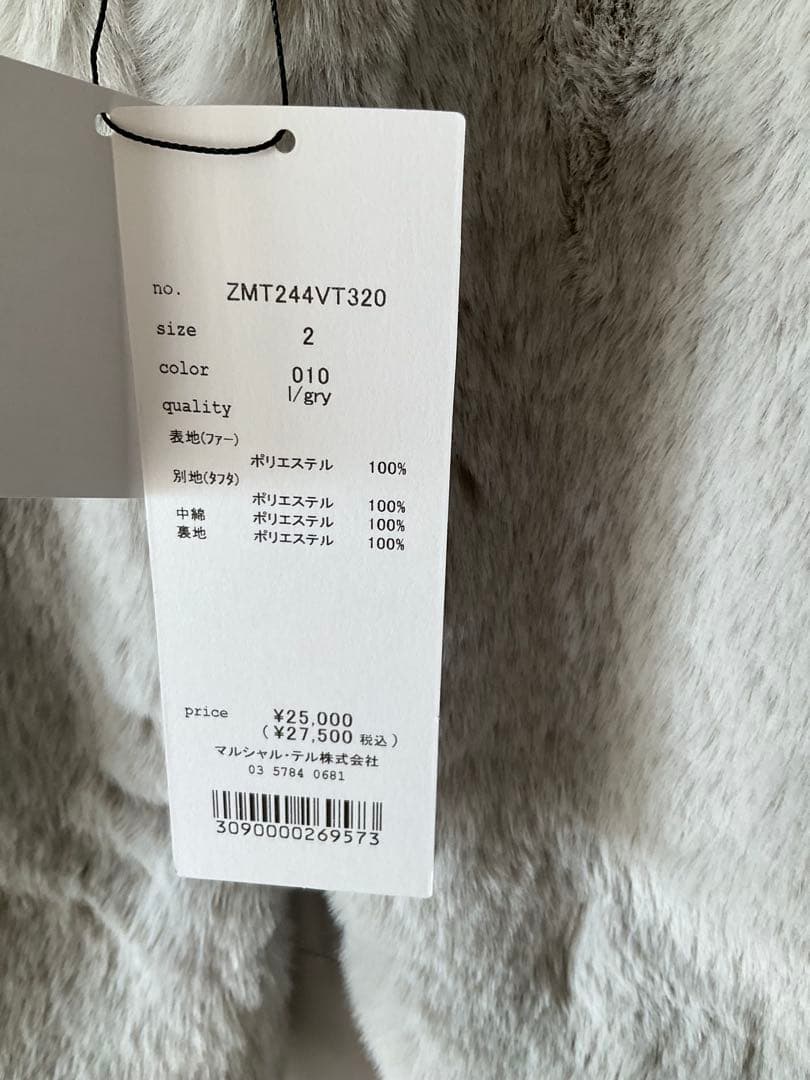 no. ZMT244VT320
size 2
color 010
l/gry
quality
表地(ファー)
ポリエステル 100%
別地(タフタ)
ポリエステル 100%
中綿 ポリエステル 100%
裏地 ポリエステル 100%
price ¥25,000
(¥27,500 税込)
マルシャル・テル株式会社
03 5784 0681
3090000269573